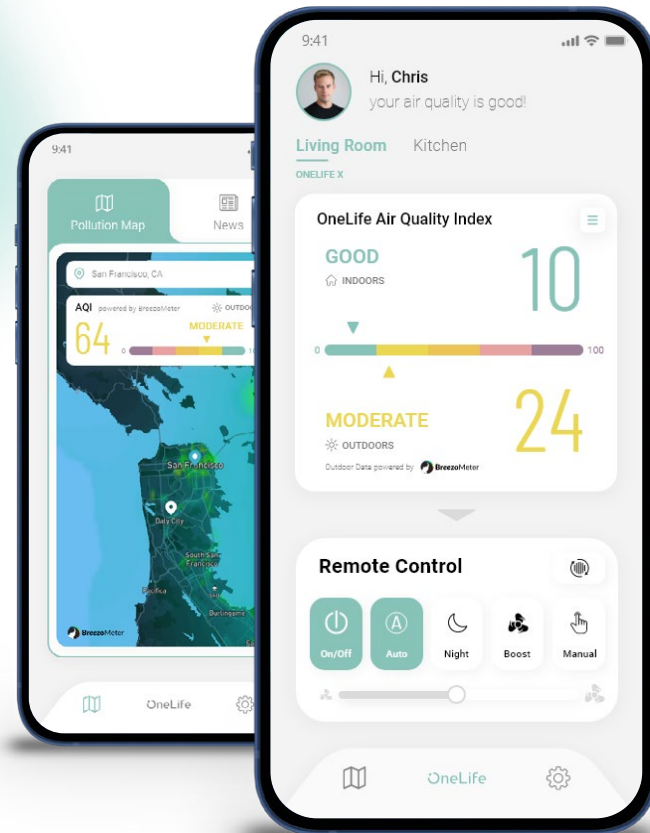 9:41
Pollution Map
News
San Francisco, CA
AQI powered by BreezoMeter
OUTDO
64
MODERATE
0
San Francisco
Daly City
South San
Francisco
Pacifica
Burlingame
BreezoMeter
OneLife
9:41
Hi, Chris
your air quality is good!
Living Room Kitchen
ONELIFE X
OneLife Air Quality Index
GOOD
10
INDOORS
0 100
MODERATE
24
OUTDOORS
Outdoor Data powered by BreezoMeter
Remote Control
On/Off Auto Night Boost Manual
OneLife